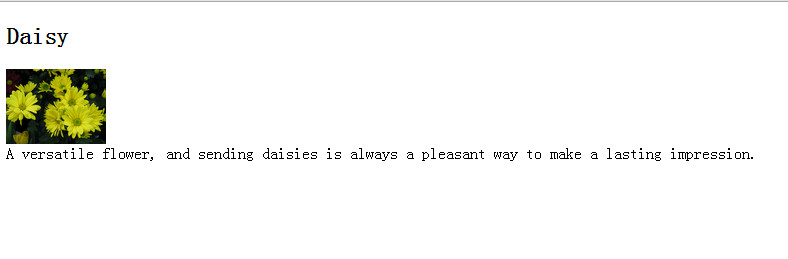 Daisy
A versatile flower, and sending daisies is always a pleasant way to make a lasting impression.